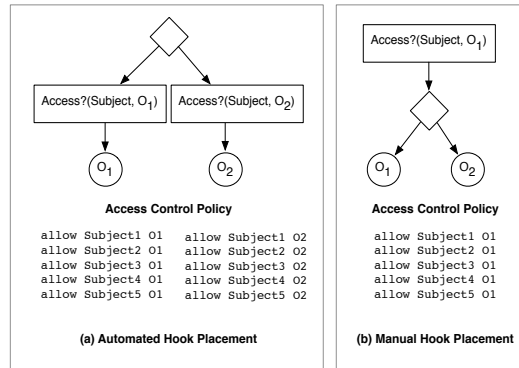 Access?(Subject, O1)
Access?(Subject, O2)
O1
O2
Access Control Policy
allow Subject1 O1 allow Subject1 O2
allow Subject2 O1 allow Subject2 O2
allow Subject3 O1 allow Subject3 O2
allow Subject4 O1 allow Subject4 O2
allow Subject5 O1 allow Subject5 O2
(a) Automated Hook Placement
Access?(Subject, O1)
O1
O2
Access Control Policy
allow Subject1 O1
allow Subject2 O1
allow Subject3 O1
allow Subject4 O1
allow Subject5 O1
(b) Manual Hook Placement